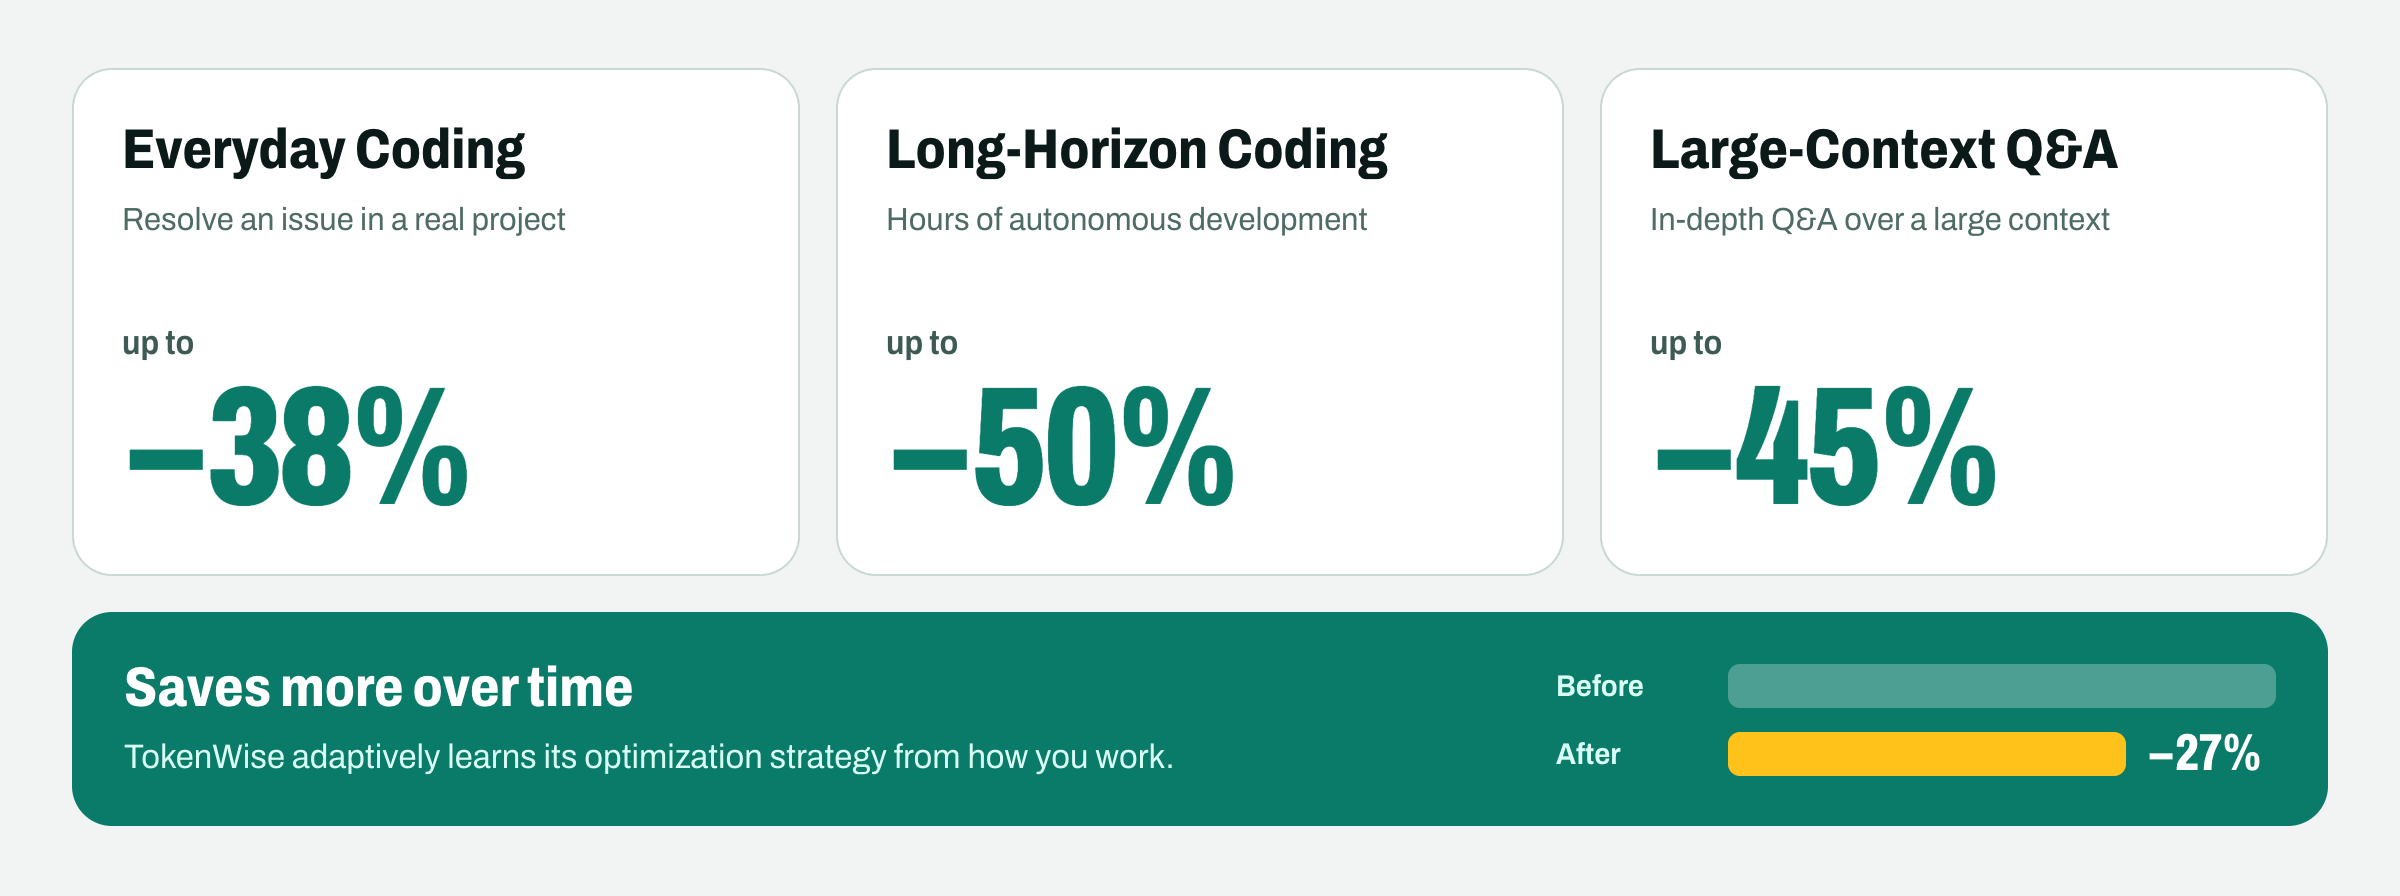 Everyday Coding
Resolve an issue in a real project
up to
–38%
Long-Horizon Coding
Hours of autonomous development
up to
–50%
Large-Context Q&A
In-depth Q&A over a large context
up to
–45%
Saves more over time
TokenWise adaptively learns its optimization strategy from how you work.
Before
After
–27%